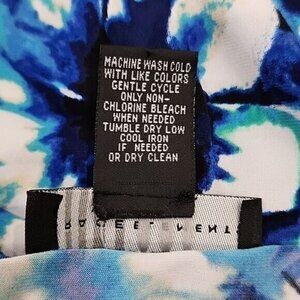 MACHINE WASH COLD
WITH LIKE COLORS
GENTLE CYCLE
ONLY NON-
CHLORINE BLEACH
WHEN NEEDED
TUMBLE DRY LOW
COOL IRON
IF NEEDED
OR DRY CLEAN